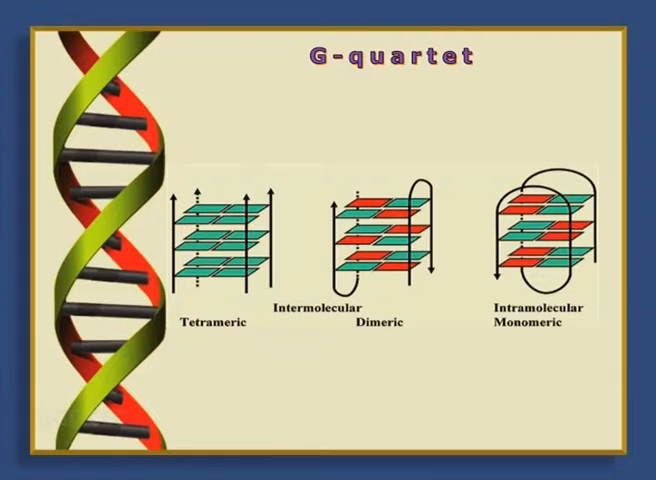 G-quartet
Intermolecular
Tetrameric Dimeric
Intramolecular
Monomeric